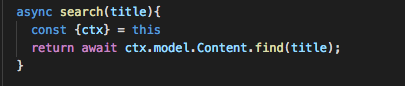 async search(title){
const {ctx} = this
return await ctx.model.Content.find(title);
}